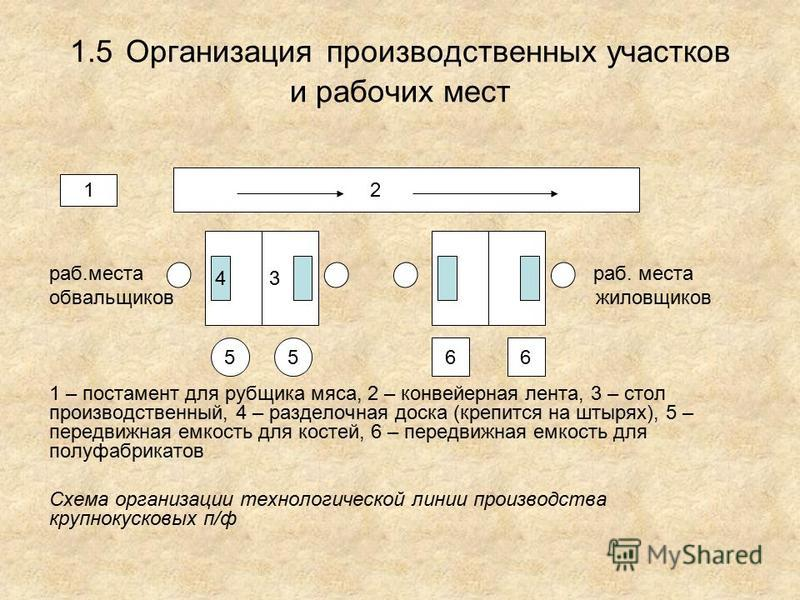 1.5 Организация производственных участков
и рабочих мест
1
2
раб.места
обвальщиков
4
3
раб. места
жиловщиков
5
5
6
6
1 – постамент для рубщика мяса, 2 – конвейерная лента, 3 – стол
производственный, 4 – разделочная доска (крепится на штырях), 5 –
передвижная емкость для костей, 6 – передвижная емкость для
полуфабрикатов
Схема организации технологической линии производства
крупнокусковых п/ф
MyShared